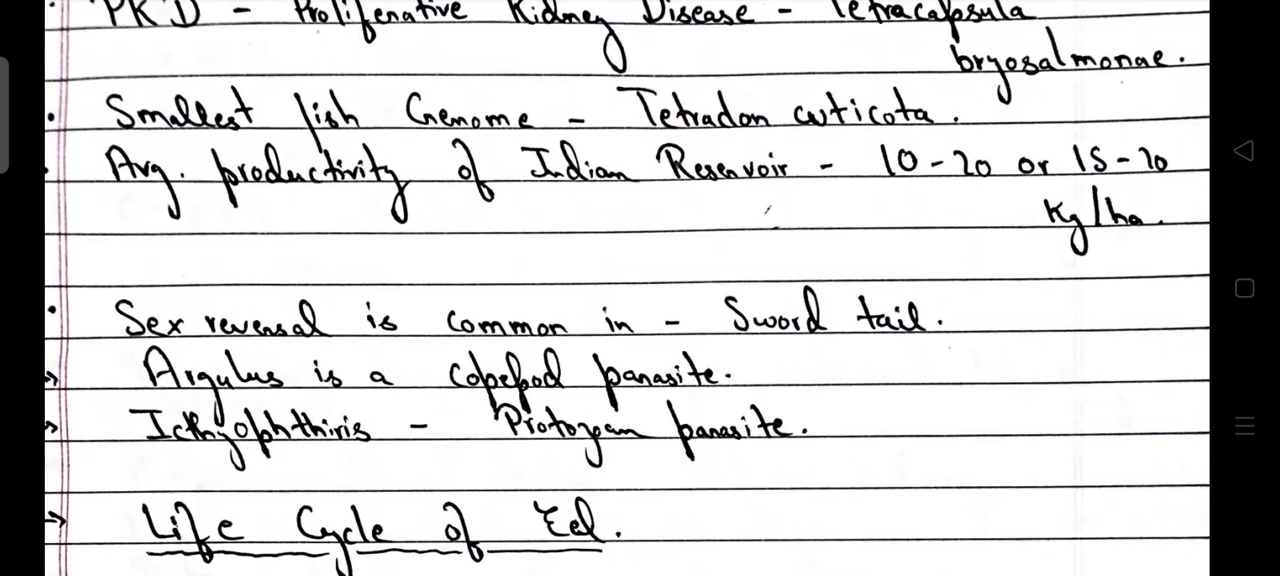 PKD - Proliferative Kidney Disease - Tetracapsula
bryosalmonae.
• Smallest fish Genome - Tetradon cuticota.
• Avg. productivity of Indian Reservoir - 10-20 or 15-20
Kg/ha.
• Sex reversal is common in - Sword tail.
→ Argulus is a copepod parasite.
→ Icthyophthiris - Protozoan parasite.
→ Life Cycle of Eel.